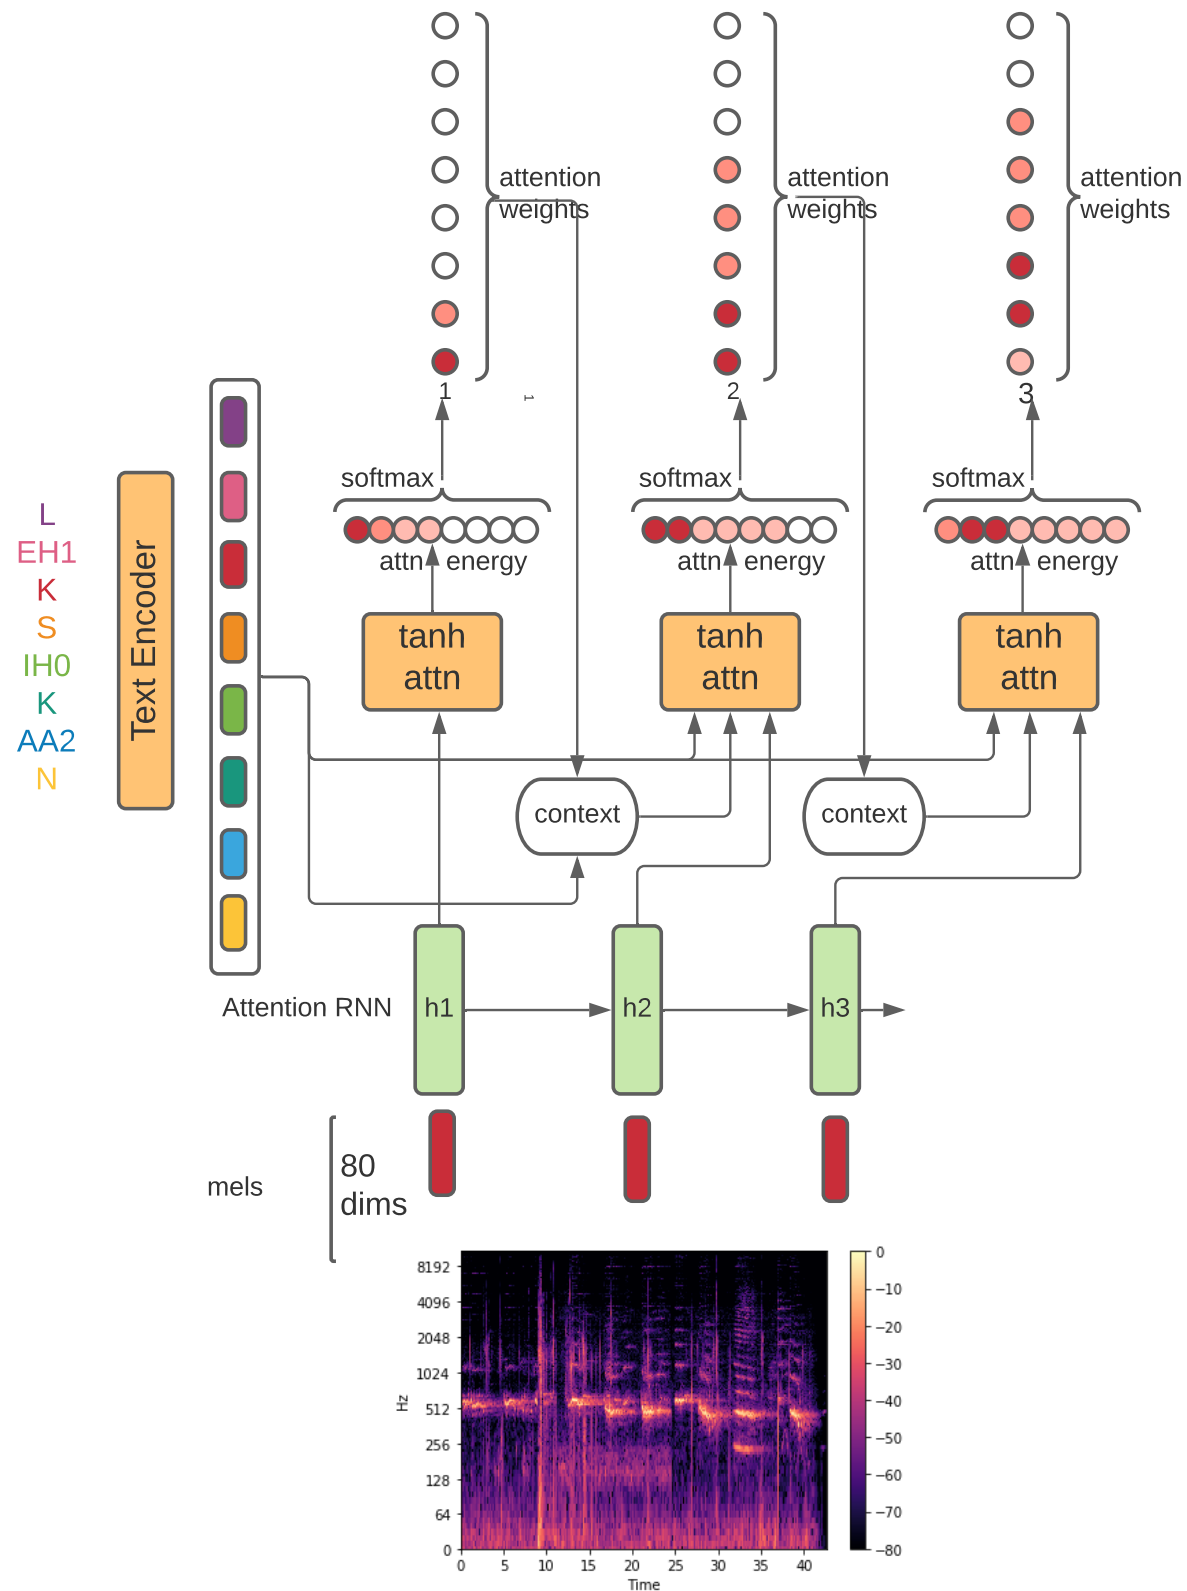 attention
weights
attention
weights
attention
weights
1
1
2
3
softmax
softmax
softmax
attn energy
attn energy
attn energy
L
EH1
K
S
IH0
K
AA2
N
Text Encoder
tanh
attn
tanh
attn
tanh
attn
context
context
Attention RNN
h1
h2
h3
mels
80
dims
8192
4096
2048
1024
512
256
128
64
0
Hz
0 5 10 15 20 25 30 35 40
Time
0
−10
−20
−30
−40
−50
−60
−70
−80